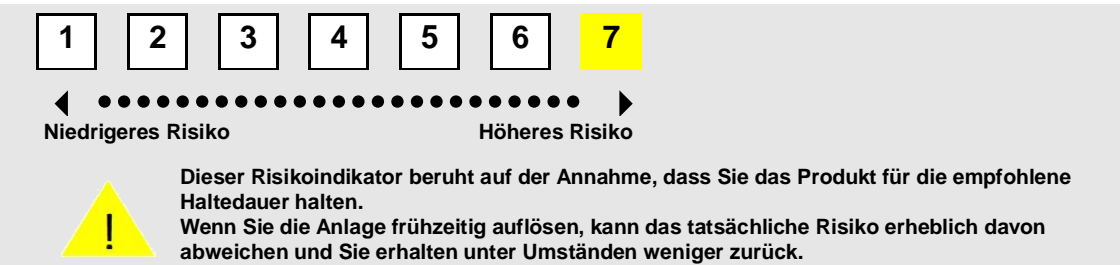 1 2 3 4 5 6 7
Niedrigeres Risiko Höheres Risiko
Dieser Risikoindikator beruht auf der Annahme, dass Sie das Produkt für die empfohlene
Haltedauer halten.
Wenn Sie die Anlage frühzeitig auflösen, kann das tatsächliche Risiko erheblich davon
abweichen und Sie erhalten unter Umständen weniger zurück.
!